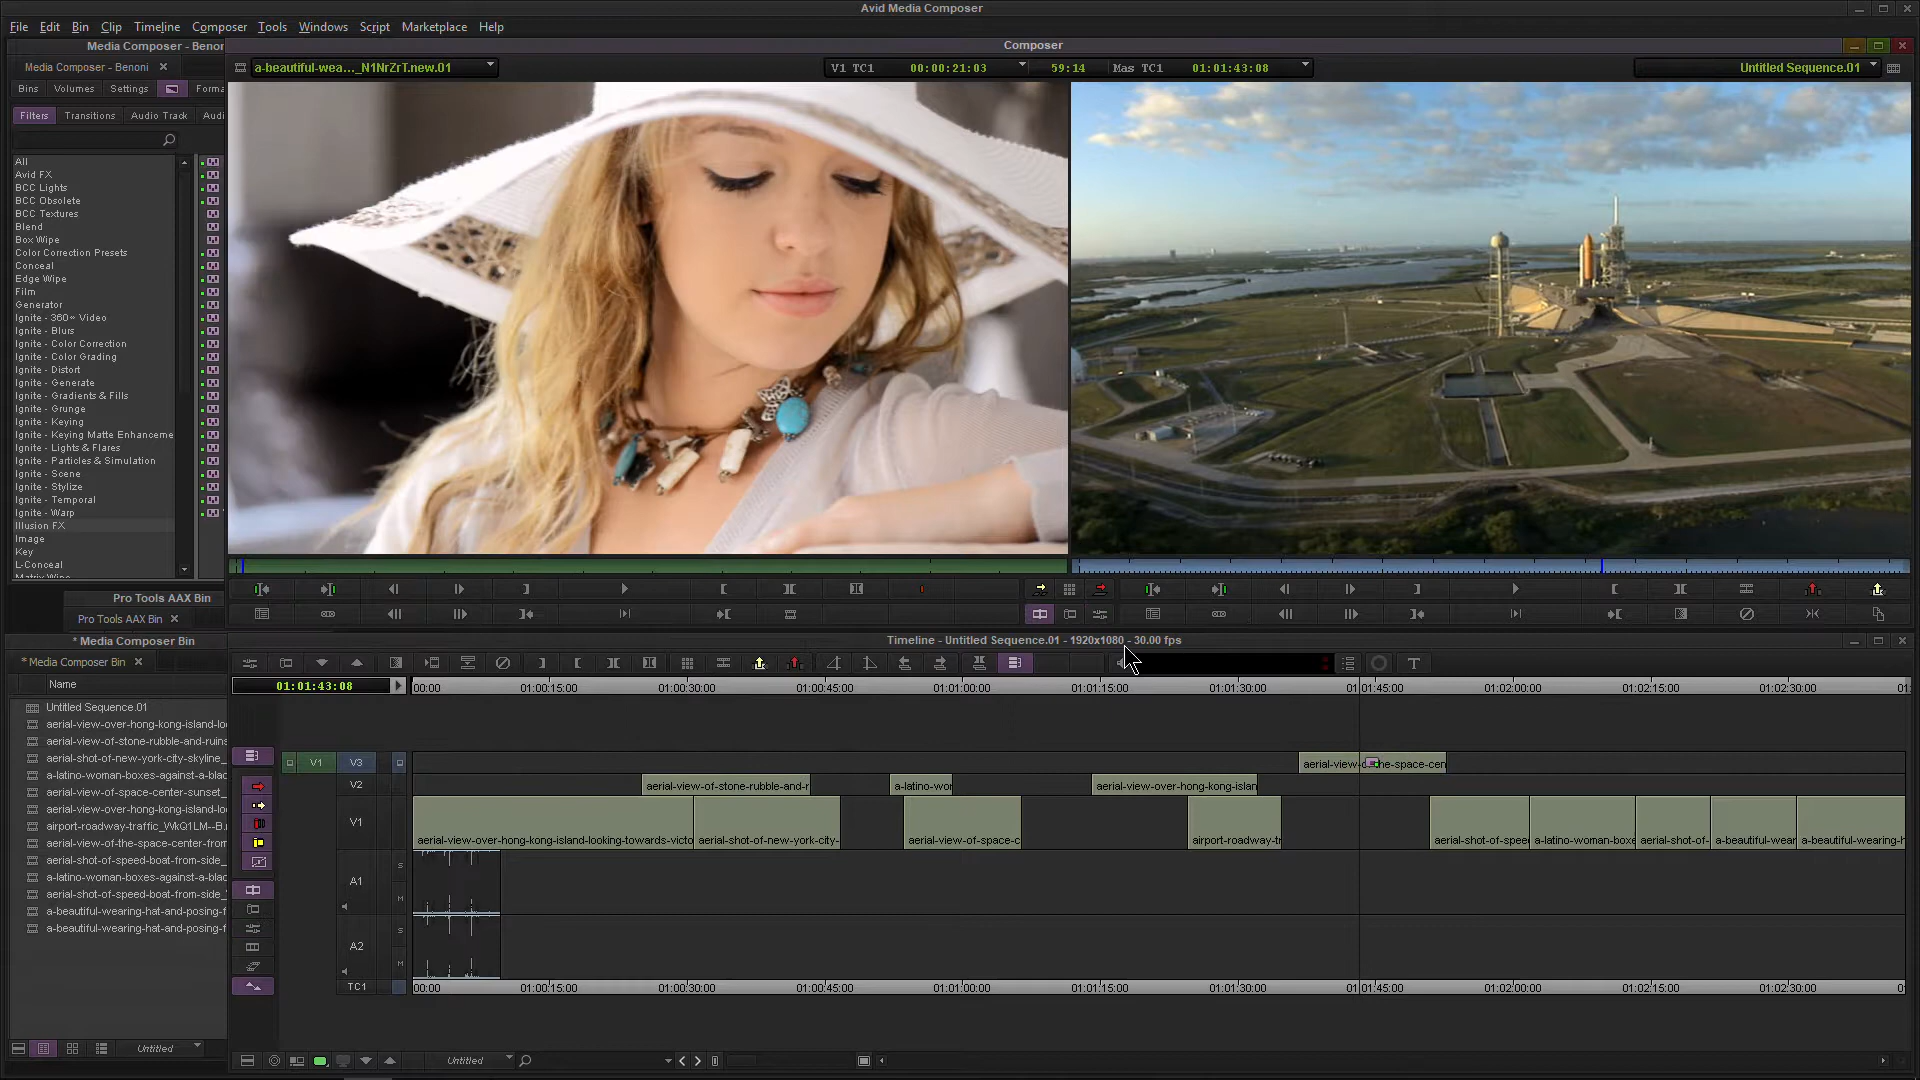 Avid Media Composer
File Edit Bin Clip Timeline Composer Tools Windows Script Marketplace Help
Media Composer - Benon
Composer
Media Composer - Benoni
a-beautiful-wea..._N1NrZrT.new.01
V1 TC1 00:00:21:03 59:14 Mas TC1 01:01:43:08
Untitled Sequence.01
Bins Volumes Settings Forma
Filters Transitions Audio Track Audi
All
Avid FX
BCC Lights
BCC Obsolete
BCC Textures
Blend
Box Wipe
Color Correction Presets
Conceal
Edge Wipe
Film
Generator
Ignite - 360° Video
Ignite - Blurs
Ignite - Color Correction
Ignite - Color Grading
Ignite - Distort
Ignite - Generate
Ignite - Gradients & Fills
Ignite - Grunge
Ignite - Keying
Ignite - Keying Matte Enhanceme
Ignite - Lights & Flares
Ignite - Particles & Simulation
Ignite - Scene
Ignite - Stylize
Ignite - Temporal
Ignite - Warp
Illusion FX
Image
Key
L-Conceal
Matrix Wipe
Pro Tools AAX Bin
Pro Tools AAX Bin
* Media Composer Bin
* Media Composer Bin
Name
Untitled Sequence.01
aerial-view-over-hong-kong-island-lo
aerial-view-of-stone-rubble-and-ruins
aerial-shot-of-new-york-city-skyline_
a-latino-woman-boxes-against-a-blac
aerial-view-of-space-center-sunset_
aerial-view-over-hong-kong-island-lo
airport-roadway-traffic_WkQ1LM--B.
aerial-view-of-the-space-center-from
aerial-shot-of-speed-boat-from-side_
a-latino-woman-boxes-against-a-blac
aerial-shot-of-speed-boat-from-side_
a-beautiful-wearing-hat-and-posing-f
a-beautiful-wearing-hat-and-posing-f
Untitled
Timeline - Untitled Sequence.01 - 1920x1080 - 30.00 fps
T
01:01:43:08
00:00 01:00:15:00 01:00:30:00 01:00:45:00 01:01:00:00 01:01:15:00 01:01:30:00 01:01:45:00 01:02:00:00 01:02:15:00 01:02:30:00 01:
V1 V3
aerial-view-of-the-space-cen
V2
aerial-view-of-stone-rubble-and-r
a-latino-wor
aerial-view-over-hong-kong-islan
V1
aerial-view-over-hong-kong-island-looking-towards-victo
aerial-shot-of-new-york-city-
aerial-view-of-space-c
airport-roadway-tr
aerial-shot-of-spee
a-latino-woman-boxe
aerial-shot-of-
a-beautiful-wear
a-beautiful-wearing-h
A1 S M
A2 S M
TC1
00:00 01:00:15:00 01:00:30:00 01:00:45:00 01:01:00:00 01:01:15:00 01:01:30:00 01:01:45:00 01:02:00:00 01:02:15:00 01:02:30:00 01:
Untitled